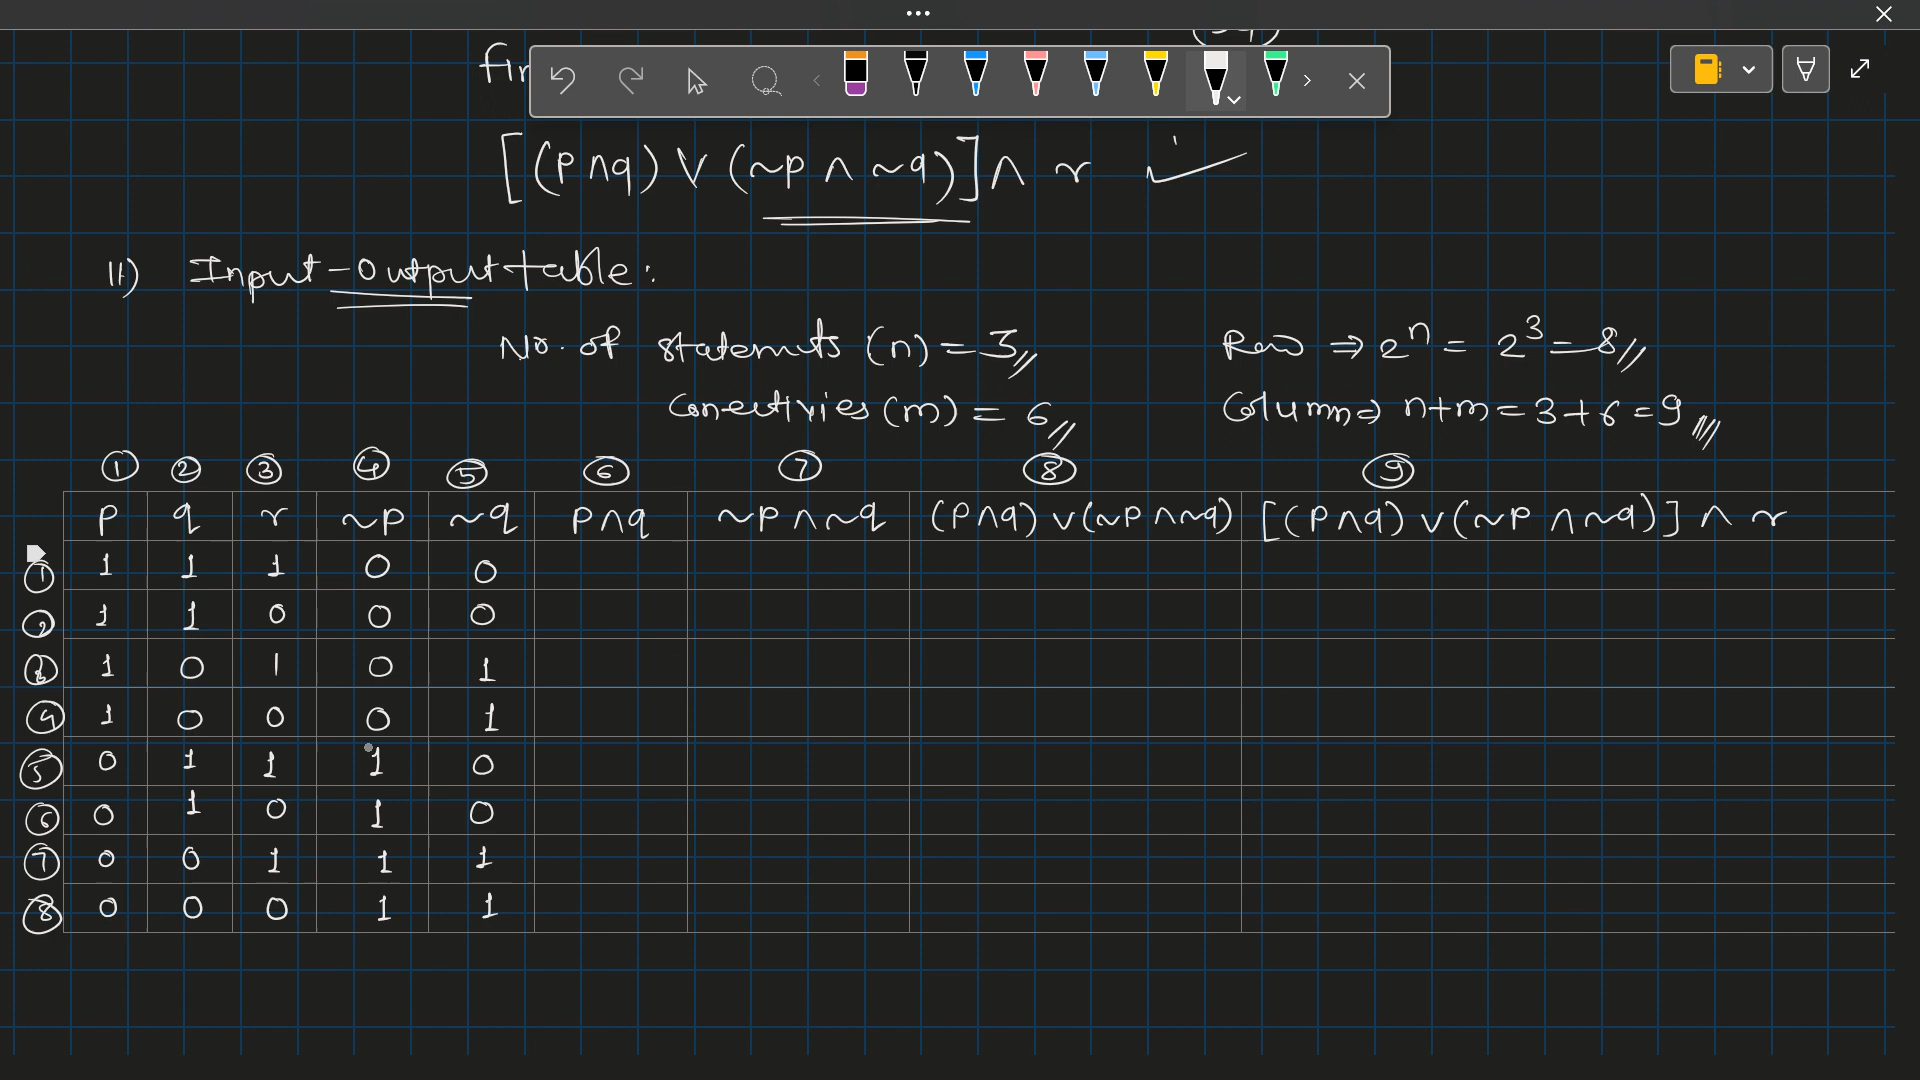 [(p ∧ q) ∨ (~p ∧ ~q)] ∧ r
II) Input-Output table:
No. of statemnts (n) = 3 Row ⇒ 2ⁿ = 2³ = 8
Conectivies (m) = 6 Column ⇒ n+m = 3+6 = 9
① ② ③ ④ ⑤ ⑥ ⑦ ⑧ ⑨
p q r ~p ~q p∧q ~p∧~q (p∧q)∨(~p∧~q) [(p∧q)∨(~p∧~q)]∧r
① 1 1 1 0 0
② 1 1 0 0 0
③ 1 0 1 0 1
④ 1 0 0 0 1
⑤ 0 1 1 1 0
⑥ 0 1 0 1 0
⑦ 0 0 1 1 1
⑧ 0 0 0 1 1